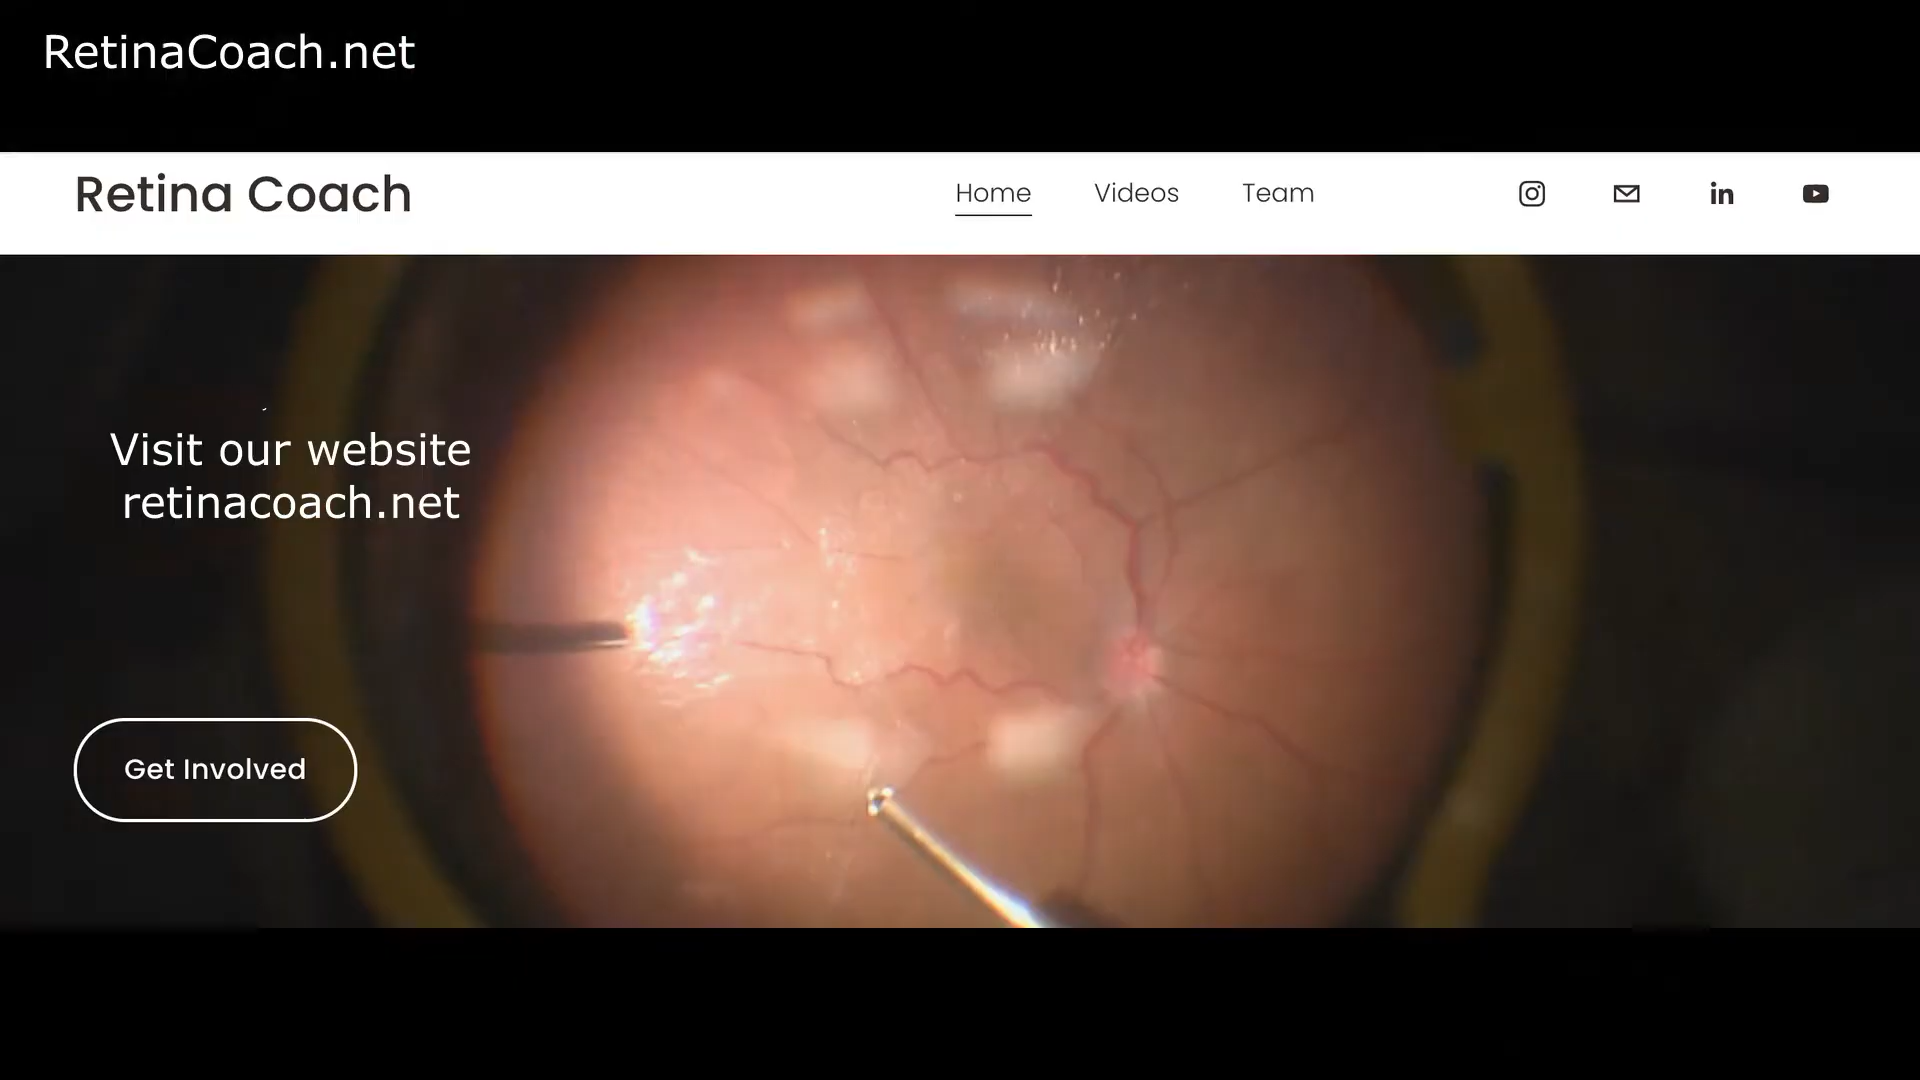 RetinaCoach.net
Retina Coach
Home
Videos
Team
Visit our website
retinacoach.net
Get Involved